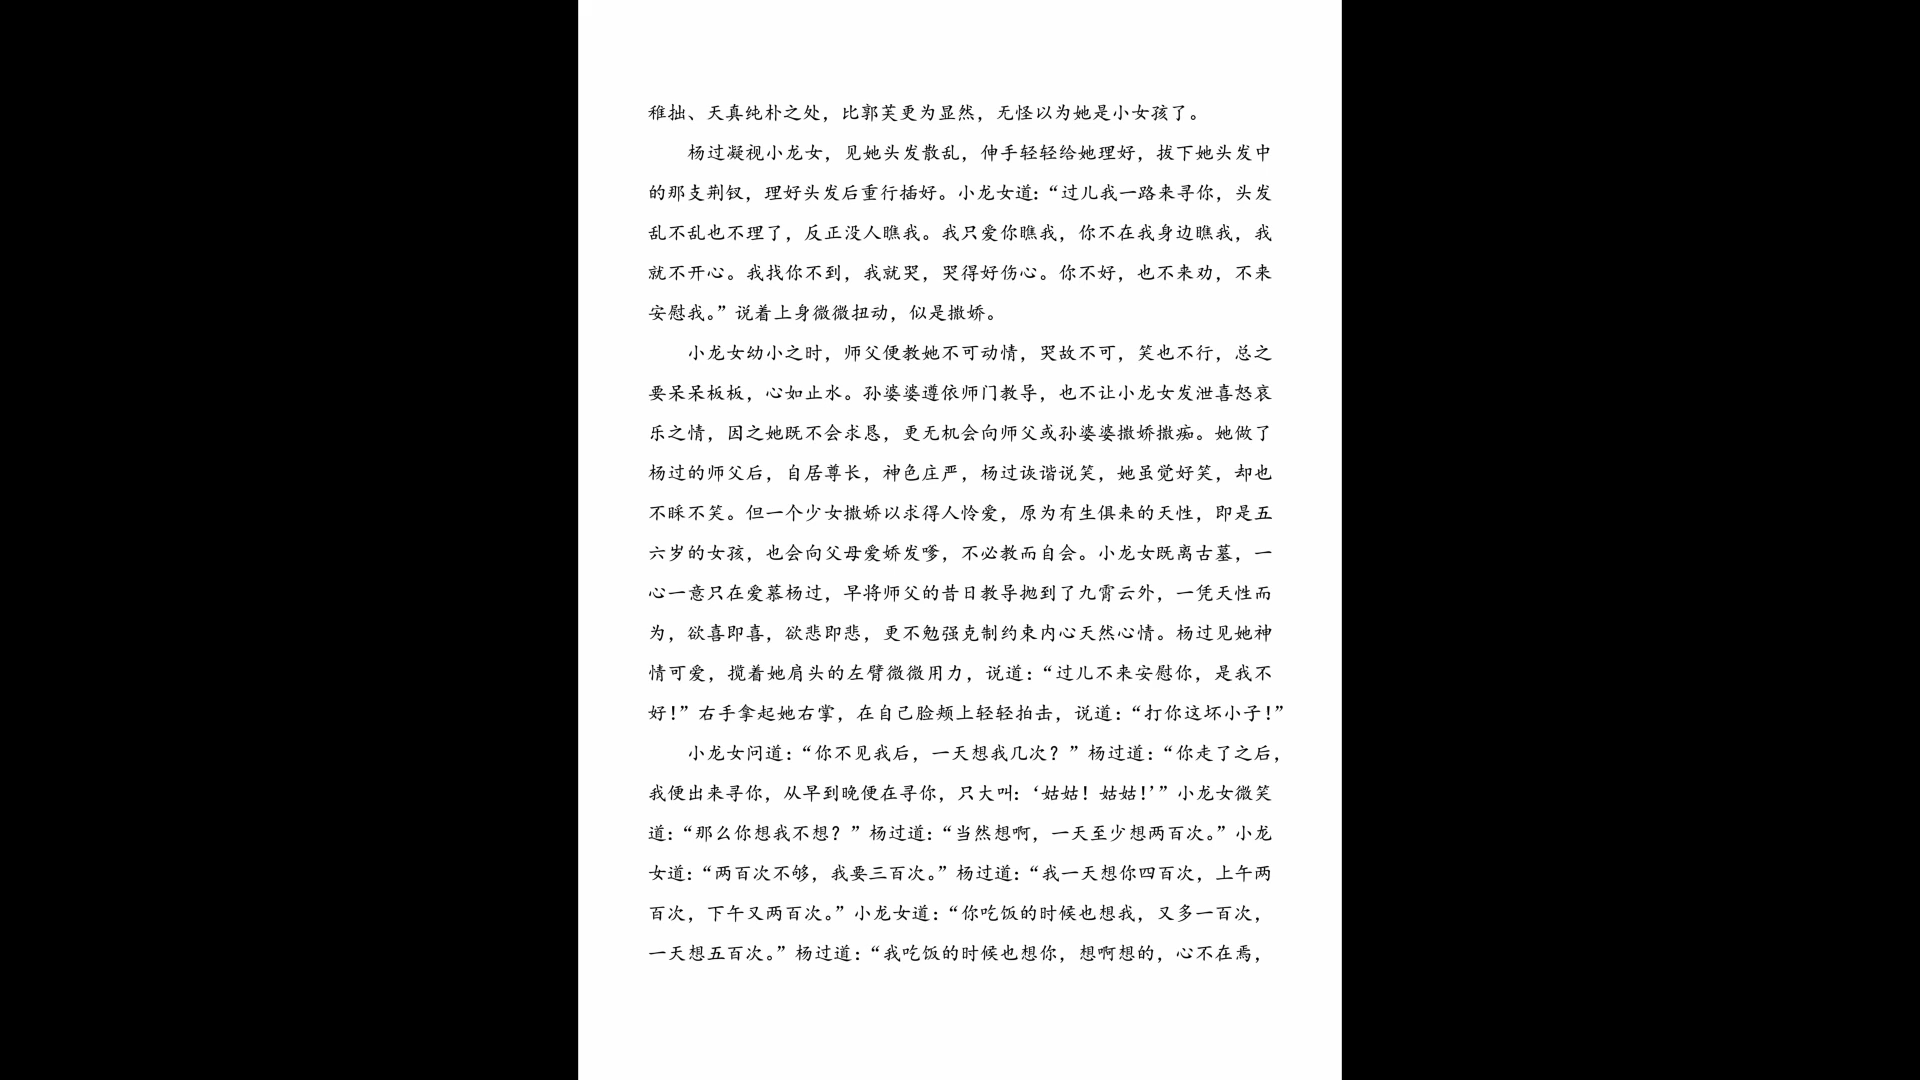 稚拙、天真纯朴之处，比郭芙更为显然，无怪以为她是小女孩了。
杨过凝视小龙女，见她头发散乱，伸手轻轻给她理好，拔下她头发中
的那支荆钗，理好头发后重行插好。小龙女道：“过儿我一路来寻你，头发
乱不乱也不理了，反正没人瞧我。我只爱你瞧我，你不在我身边瞧我，我
就不开心。我找你不到，我就哭，哭得好伤心。你不好，也不来劝，不来
安慰我。”说着上身微微扭动，似是撒娇。
小龙女幼小之时，师父便教她不可动情，哭故不可，笑也不行，总之
要呆呆板板，心如止水。孙婆婆遵依师门教导，也不让小龙女发泄喜怒哀
乐之情，因之她既不会求恳，更无机会向师父或孙婆婆撒娇撒痴。她做了
杨过的师父后，自居尊长，神色庄严，杨过诙谐说笑，她虽觉好笑，却也
不睬不笑。但一个少女撒娇以求得人怜爱，原为有生俱来的天性，即是五
六岁的女孩，也会向父母爱娇发嗲，不必教而自会。小龙女既离古墓，一
心一意只在爱慕杨过，早将师父的昔日教导抛到了九霄云外，一凭天性而
为，欲喜即喜，欲悲即悲，更不勉强克制约束内心天然心情。杨过见她神
情可爱，揽着她肩头的左臂微微用力，说道：“过儿不来安慰你，是我不
好！”右手拿起她右掌，在自己脸颊上轻轻拍击，说道：“打你这坏小子！”
小龙女问道：“你不见我后，一天想我几次？”杨过道：“你走了之后，
我便出来寻你，从早到晚便在寻你，只大叫：‘姑姑！姑姑！’”小龙女微笑
道：“那么你想我不想？”杨过道：“当然想啊，一天至少想两百次。”小龙
女道：“两百次不够，我要三百次。”杨过道：“我一天想你四百次，上午两
百次，下午又两百次。”小龙女道：“你吃饭的时候也想我，又多一百次，
一天想五百次。”杨过道：“我吃饭的时候也想你，想啊想的，心不在焉，